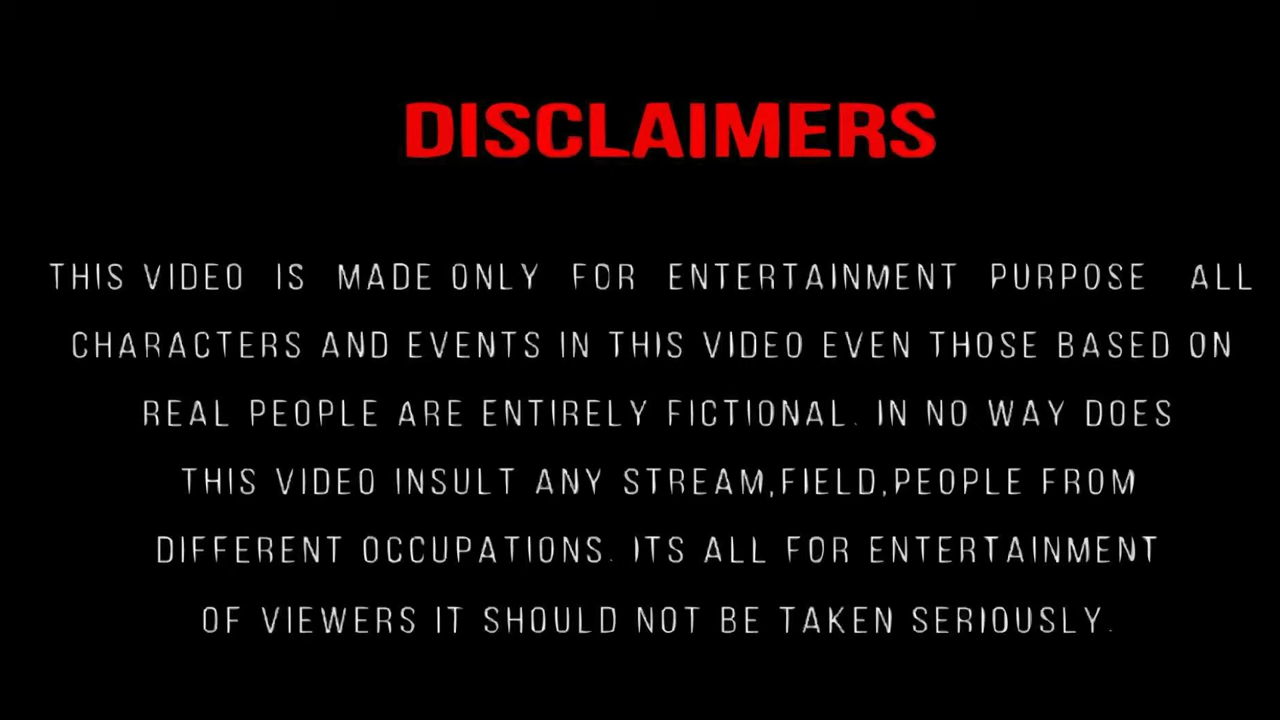 DISCLAIMERS
THIS VIDEO IS MADE ONLY FOR ENTERTAINMENT PURPOSE ALL
CHARACTERS AND EVENTS IN THIS VIDEO EVEN THOSE BASED ON
REAL PEOPLE ARE ENTIRELY FICTIONAL. IN NO WAY DOES
THIS VIDEO INSULT ANY STREAM,FIELD,PEOPLE FROM
DIFFERENT OCCUPATIONS. ITS ALL FOR ENTERTAINMENT
OF VIEWERS IT SHOULD NOT BE TAKEN SERIOUSLY.